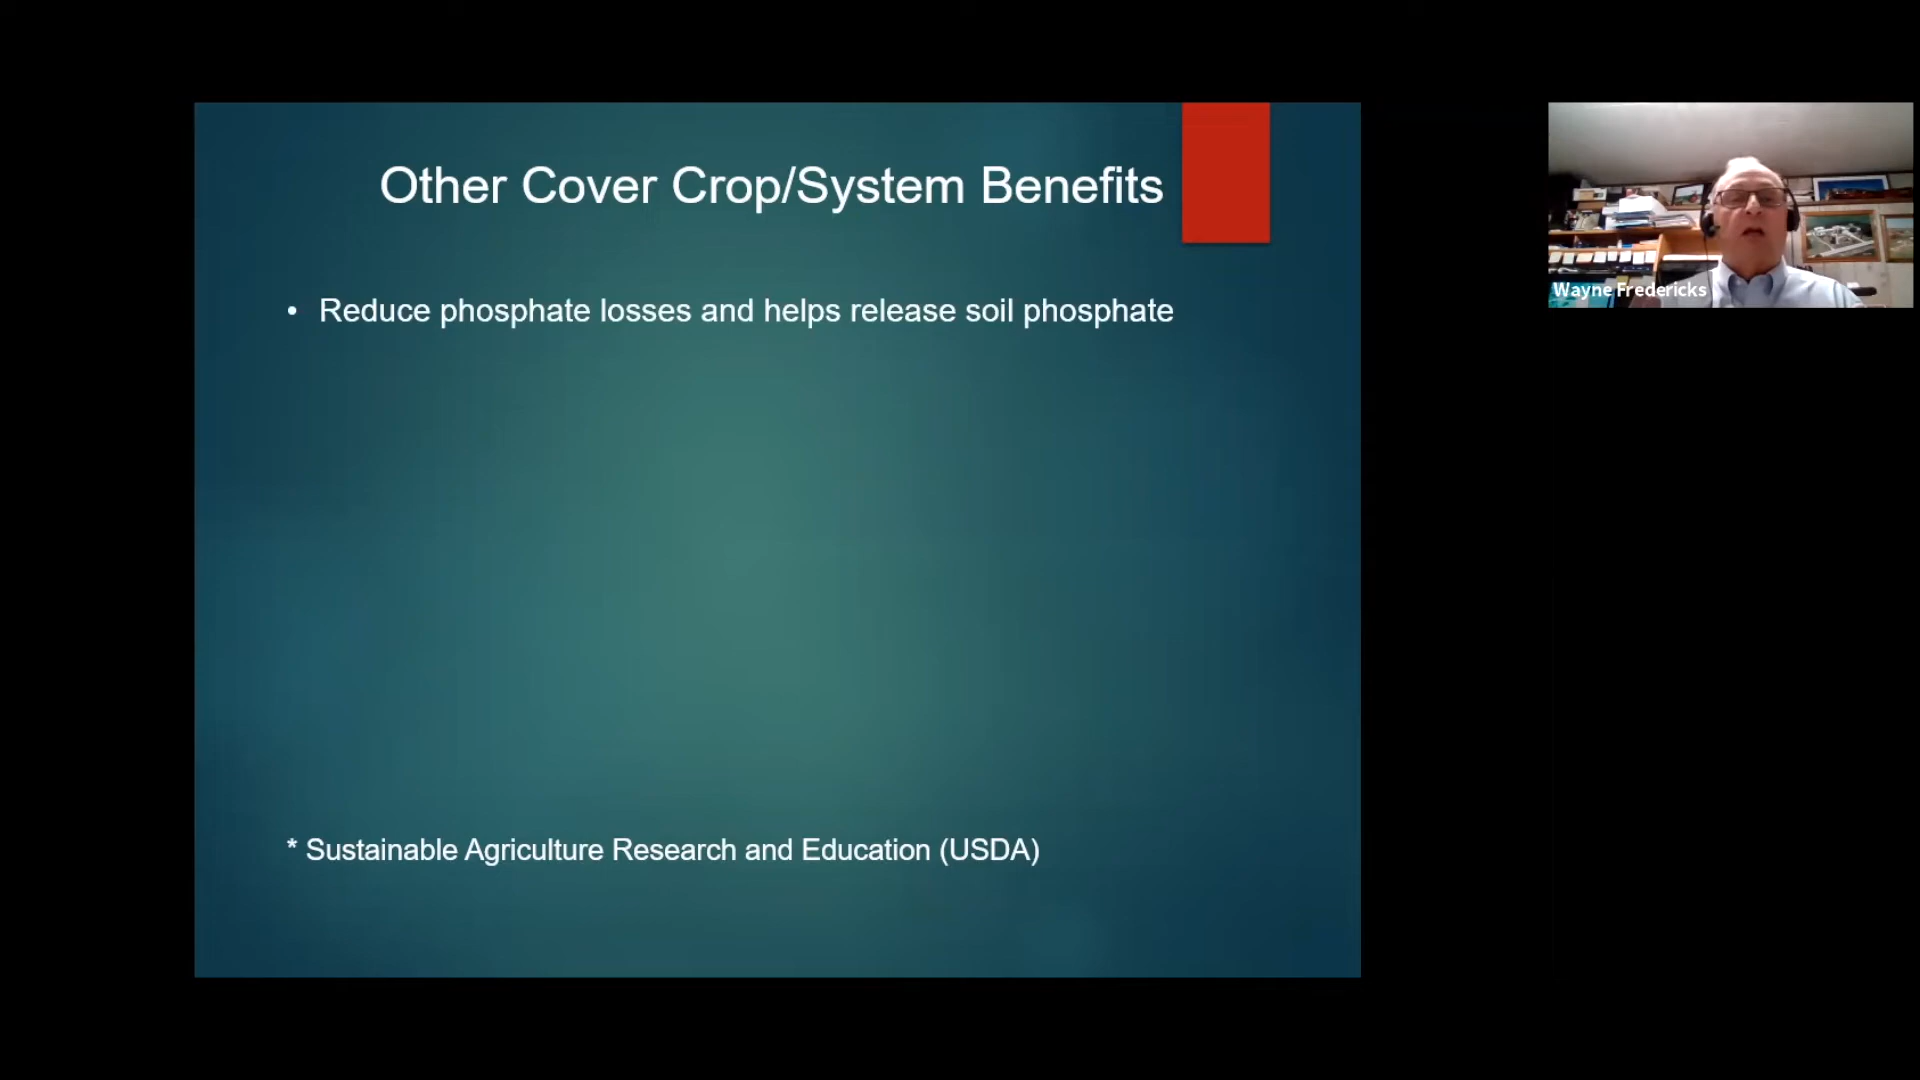 Other Cover Crop/System Benefits
• Reduce phosphate losses and helps release soil phosphate
* Sustainable Agriculture Research and Education (USDA)
Wayne Fredericks